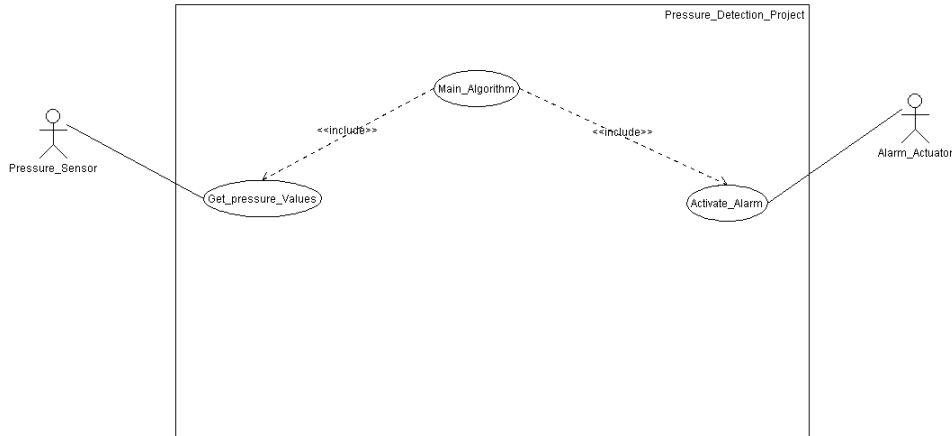 Pressure_Detection_Project
Main_Algorithm
<<include>>
<<include>>
Pressure_Sensor
Alarm_Actuator
Get_pressure_Values
Activate_Alarm